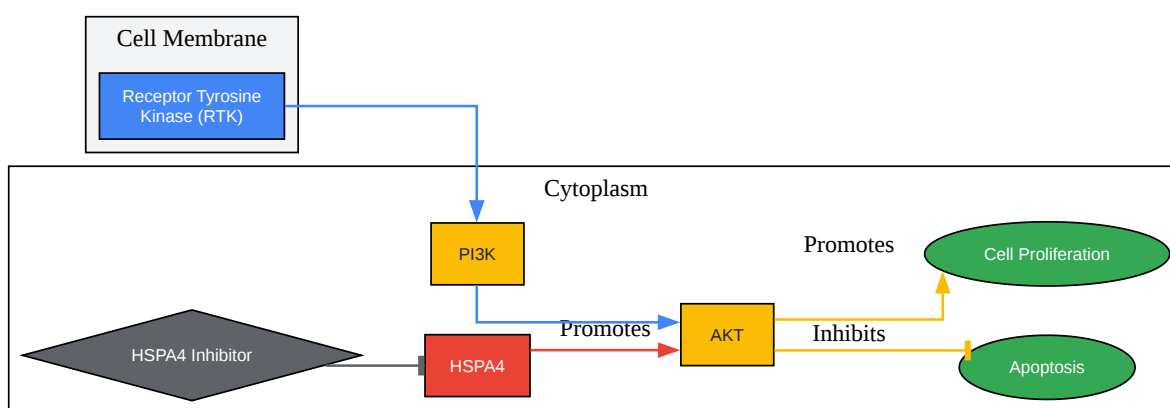 Cell Membrane
Receptor Tyrosine
Kinase (RTK)
Cytoplasm
PI3K
Promotes
Cell Proliferation
HSPA4 Inhibitor
HSPA4
Promotes
AKT
Inhibits
Apoptosis